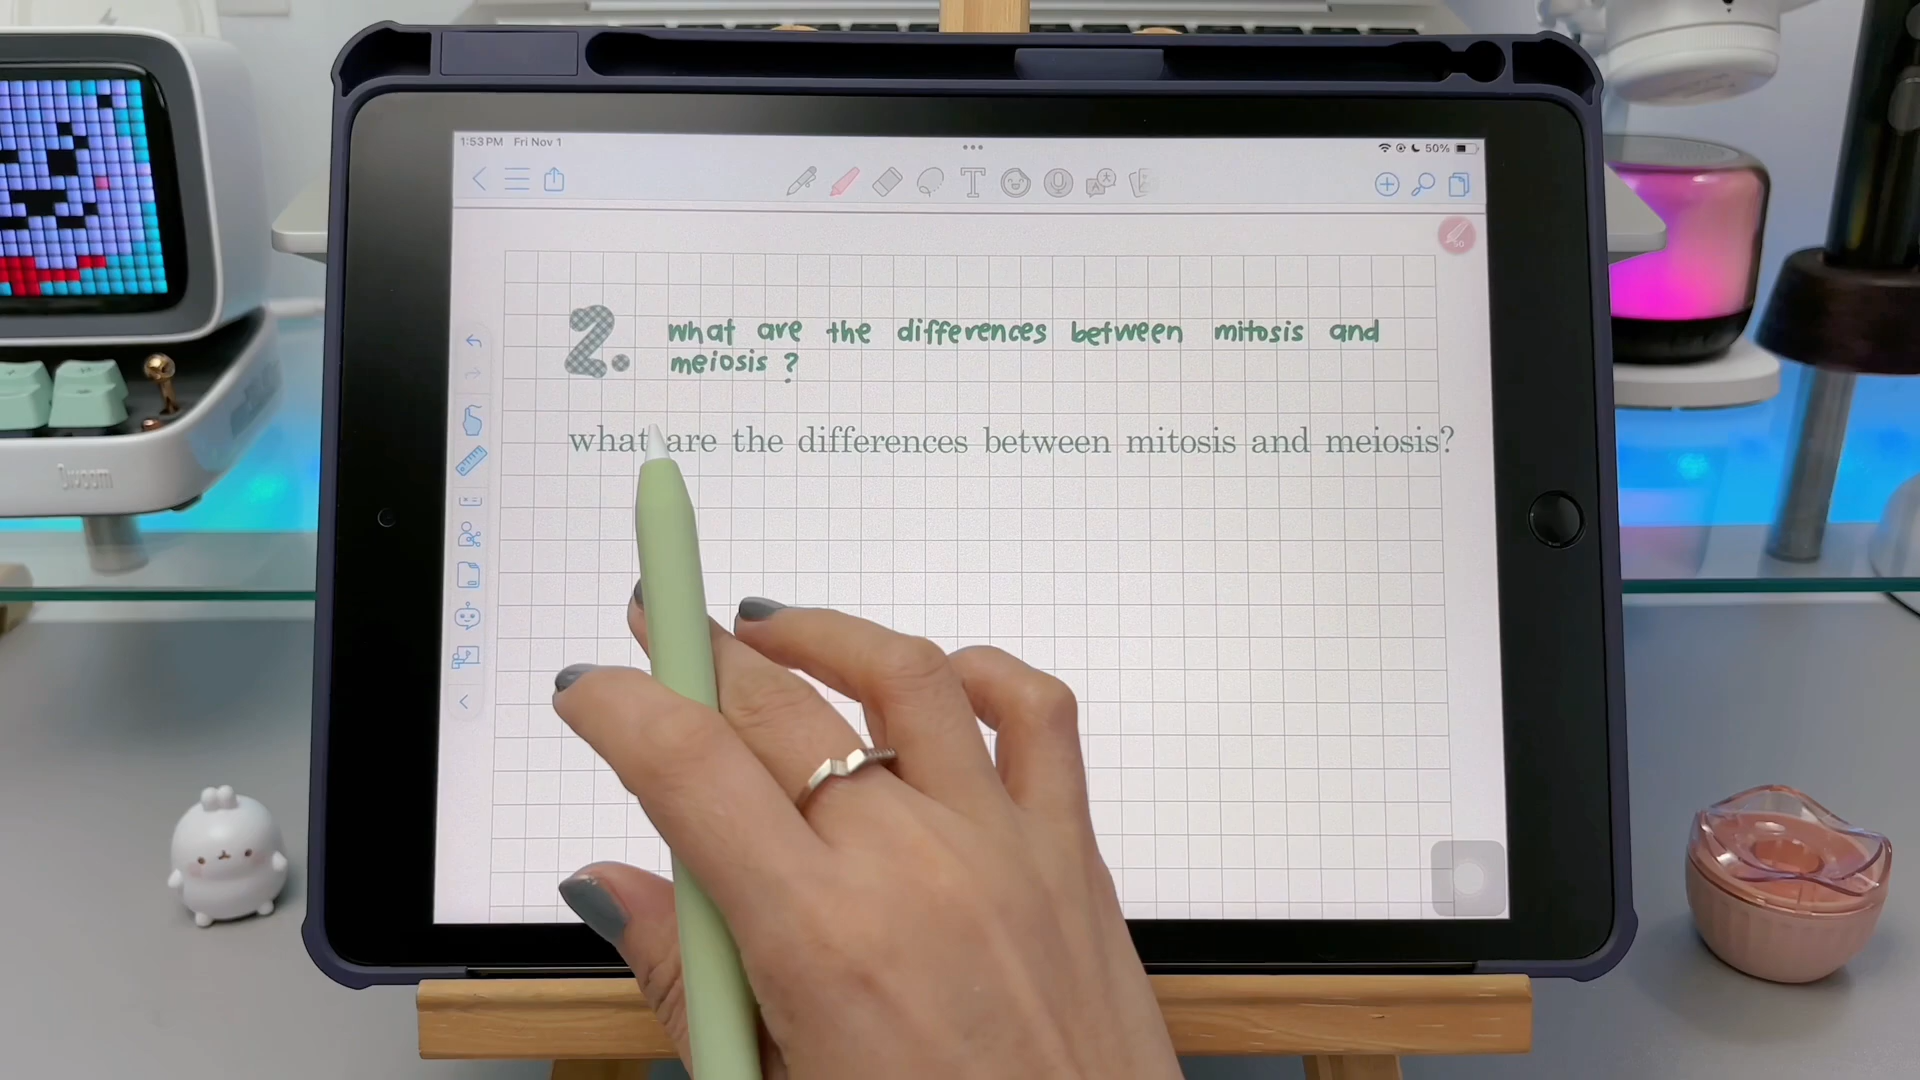 1:53 PM Fri Nov 1
50%
2. what are the differences between mitosis and
meiosis ?
what are the differences between mitosis and meiosis?
Divoom